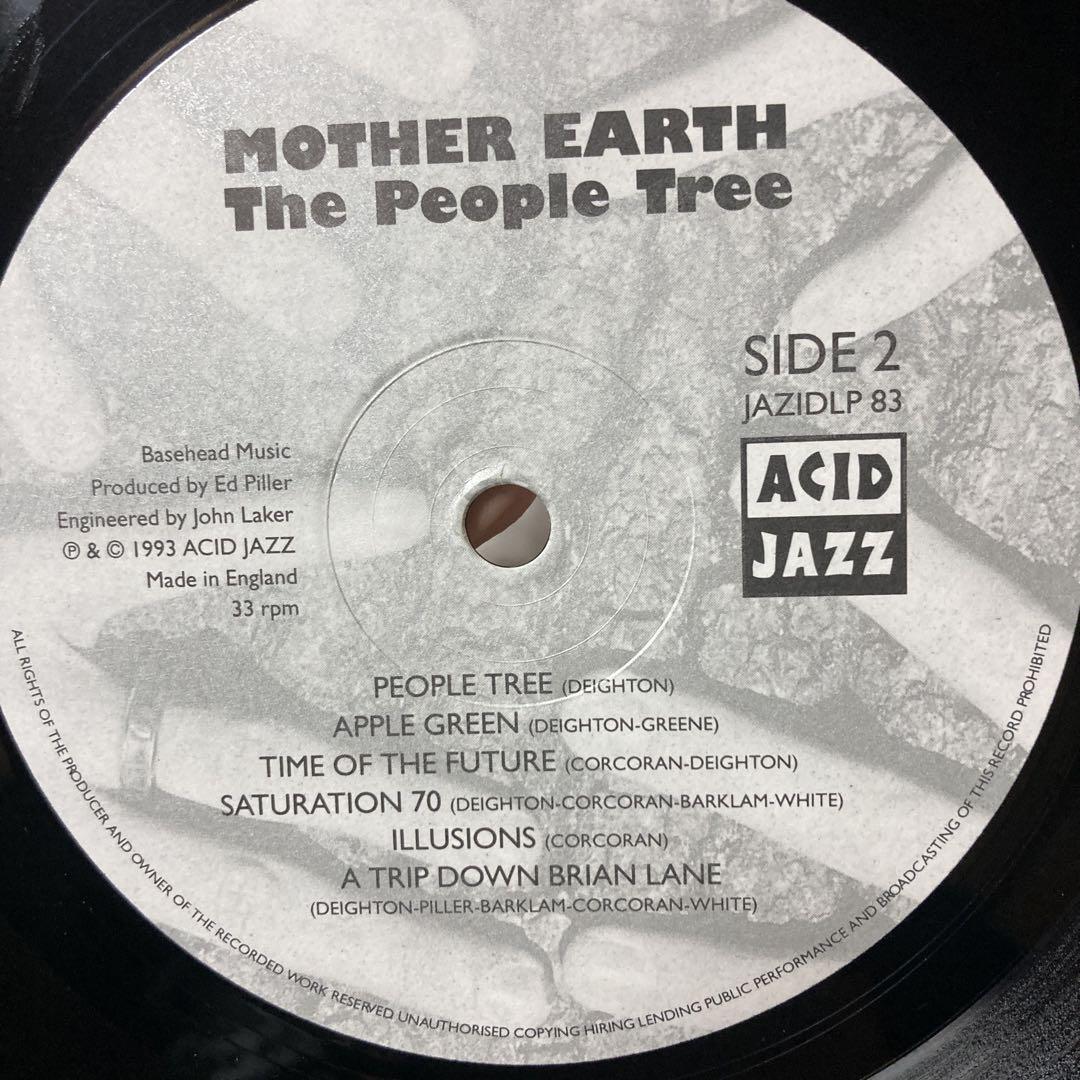 MOTHER EARTH
The People Tree
SIDE 2
JAZIDLP 83
ACID
JAZZ
Basehead Music
Produced by Ed Piller
Engineered by John Laker
℗ & © 1993 ACID JAZZ
Made in England
33 rpm
PEOPLE TREE (DEIGHTON)
APPLE GREEN (DEIGHTON-GREENE)
TIME OF THE FUTURE (CORCORAN-DEIGHTON)
SATURATION 70 (DEIGHTON-CORCORAN-BARKLAM-WHITE)
ILLUSIONS (CORCORAN)
A TRIP DOWN BRIAN LANE
(DEIGHTON-PILLER-BARKLAM-CORCORAN-WHITE)
ALL RIGHTS OF THE PRODUCER AND OWNER OF THE RECORDED WORK RESERVED UNAUTHORISED COPYING HIRING LENDING PUBLIC PERFORMANCE AND BROADCASTING OF THIS RECORD PROHIBITED